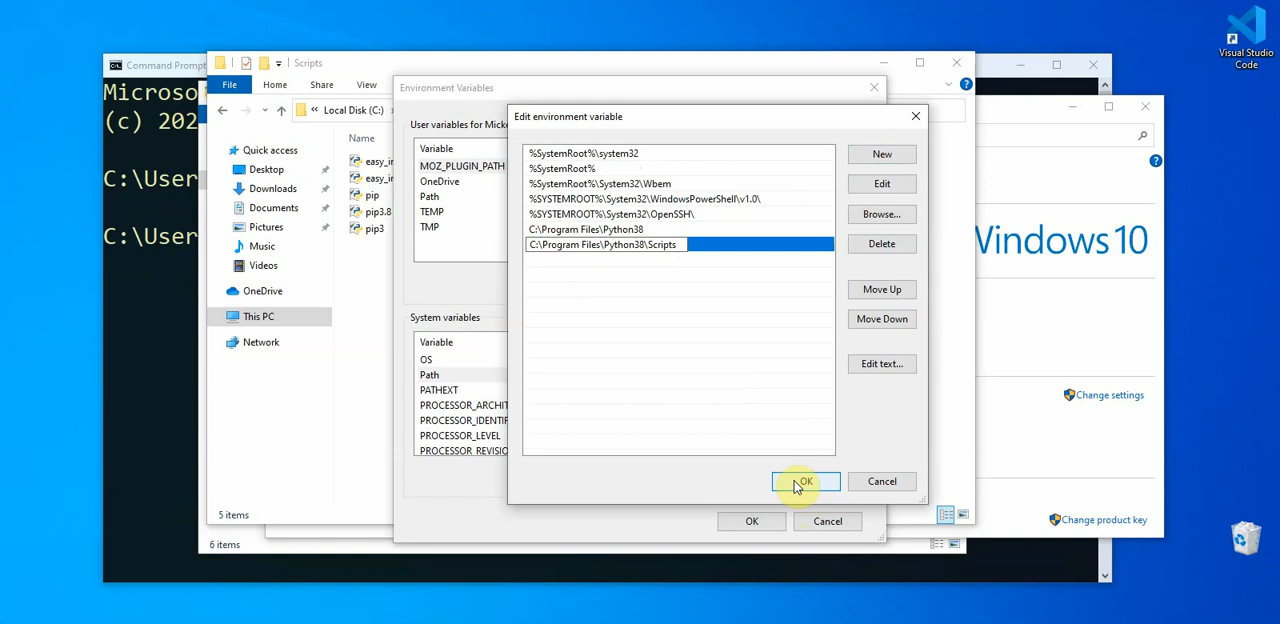 Visual Studio
Code
Command Prompt
Microso
(c) 202
C:\User
C:\User
Scripts
File
Home
Share
View
Local Disk (C:)
Name
Quick access
Desktop
Downloads
Documents
Pictures
Music
Videos
OneDrive
This PC
Network
easy_in
easy_in
pip
pip3.8
pip3
5 items
6 items
Environment Variables
User variables for Micke
Variable
MOZ_PLUGIN_PATH
OneDrive
Path
TEMP
TMP
System variables
Variable
OS
Path
PATHEXT
PROCESSOR_ARCHIT
PROCESSOR_IDENTIF
PROCESSOR_LEVEL
PROCESSOR_REVISIO
OK
Cancel
Edit environment variable
%SystemRoot%\system32
%SystemRoot%
%SystemRoot%\System32\Wbem
%SYSTEMROOT%\System32\WindowsPowerShell\v1.0\
%SYSTEMROOT%\System32\OpenSSH\
C:\Program Files\Python38
C:\Program Files\Python38\Scripts
New
Edit
Browse...
Delete
Move Up
Move Down
Edit text...
OK
Cancel
Windows 10
Change settings
Change product key